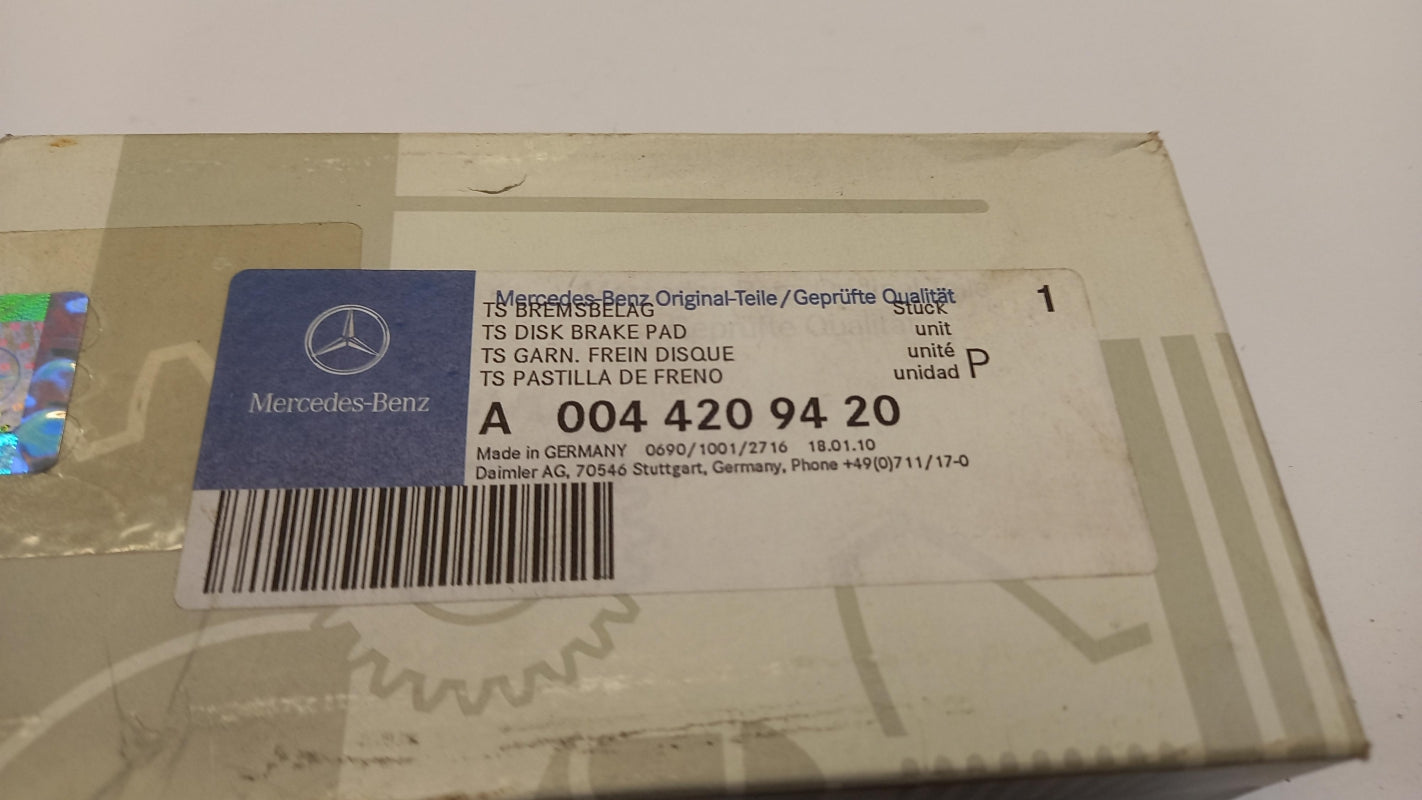 Mercedes-Benz Original-Teile/Geprüfte Qualität
1
TS BREMSBELAG Stück
TS DISK BRAKE PAD unit
TS GARN. FREIN DISQUE unité
TS PASTILLA DE FRENO unidad P
Mercedes-Benz
A 004 420 94 20
Made in GERMANY 0690/1001/2716 18.01.10
Daimler AG, 70546 Stuttgart, Germany, Phone +49(0)711/17-0